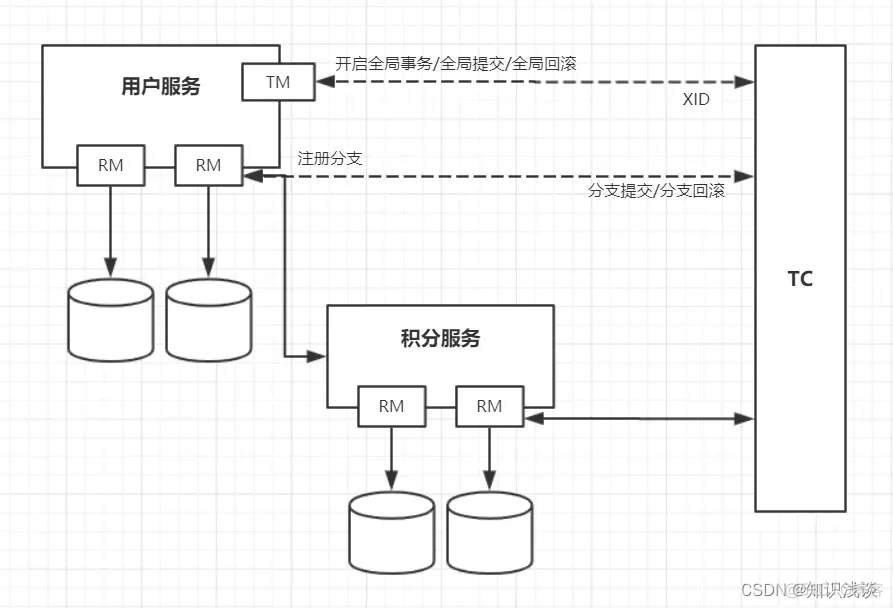 用户服务
TM
开启全局事务/全局提交/全局回滚
XID
RM
RM
注册分支
分支提交/分支回滚
TC
积分服务
RM
RM
CSDN @知识浅谈